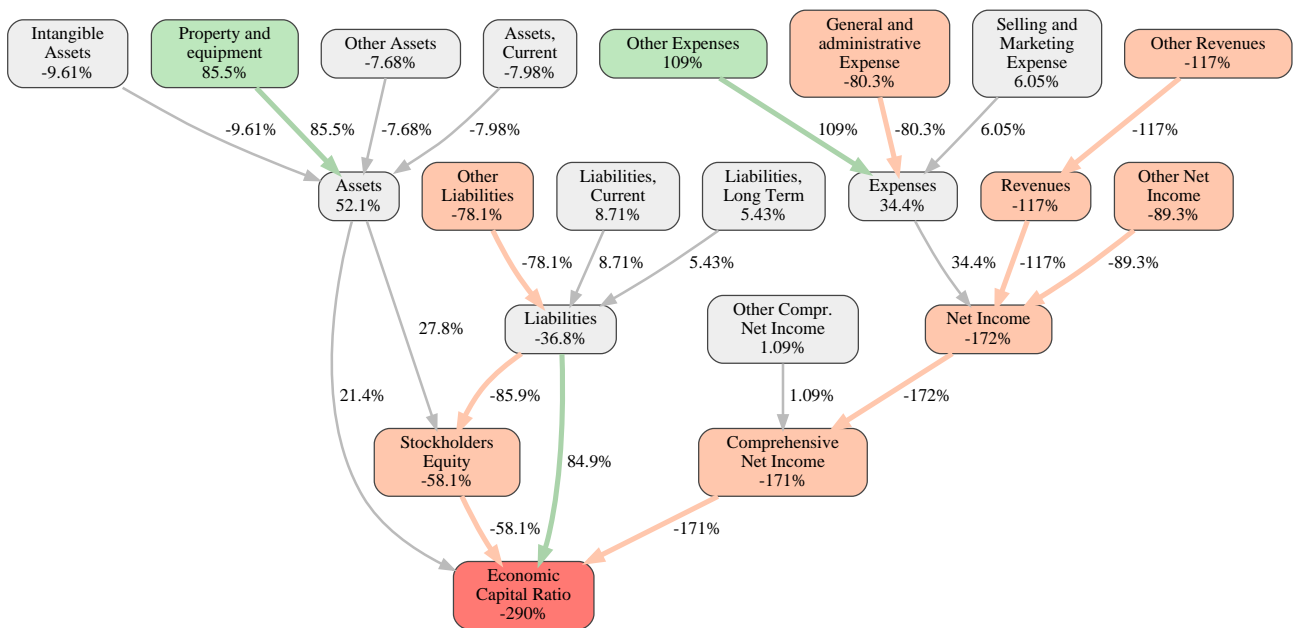 Intangible
Assets
-9.61%
Property and
equipment
85.5%
Other Assets
-7.68%
Assets,
Current
-7.98%
Other Expenses
109%
General and
administrative
Expense
-80.3%
Selling and
Marketing
Expense
6.05%
Other Revenues
-117%
-9.61%
85.5%
-7.68%
-7.98%
109%
-80.3%
6.05%
-117%
Assets
52.1%
Other
Liabilities
-78.1%
Liabilities,
Current
8.71%
Liabilities,
Long Term
5.43%
Expenses
34.4%
Revenues
-117%
Other Net
Income
-89.3%
-78.1%
8.71%
5.43%
34.4%
-117%
-89.3%
27.8%
Liabilities
-36.8%
Other Compr.
Net Income
1.09%
Net Income
-172%
21.4%
-85.9%
1.09%
-172%
Stockholders
Equity
-58.1%
84.9%
Comprehensive
Net Income
-171%
-58.1%
-171%
Economic
Capital Ratio
-290%